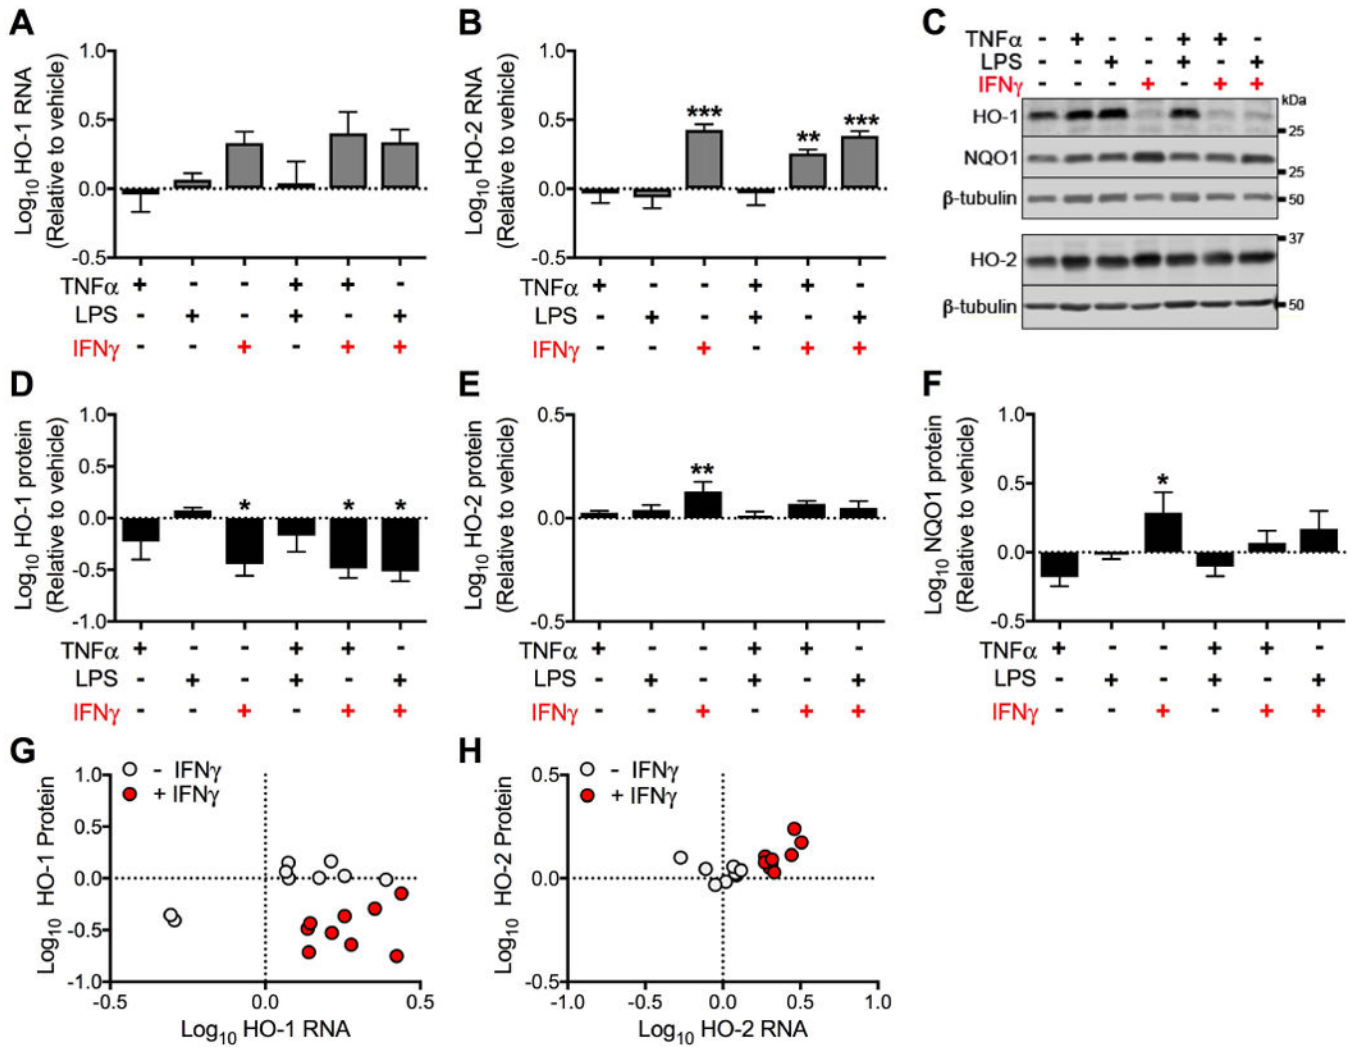 A
Log10 HO-1 RNA
(Relative to vehicle)
1.0
0.5
0.0
-0.5
TNFα + - - + + -
LPS - + - + - +
IFNγ - - + - + +
B
Log10 HO-2 RNA
(Relative to vehicle)
1.0
0.5
0.0
-0.5
*** ** ***
TNFα + - - + + -
LPS - + - + - +
IFNγ - - + - + +
C
TNFα - + - - + + -
LPS - - + - + - +
IFNγ - - - + - + +
kDa
HO-1
25
NQO1
25
β-tubulin
50
37
HO-2
β-tubulin
50
D
Log10 HO-1 protein
(Relative to vehicle)
1.0
0.5
0.0
-0.5
-1.0
* * *
TNFα + - - + + -
LPS - + - + - +
IFNγ - - + - + +
E
Log10 HO-2 protein
(Relative to vehicle)
0.5
0.0
-0.5
**
TNFα + - - + + -
LPS - + - + - +
IFNγ - - + - + +
F
Log10 NQO1 protein
(Relative to vehicle)
1.0
0.5
0.0
-0.5
*
TNFα + - - + + -
LPS - + - + - +
IFNγ - - + - + +
G
Log10 HO-1 Protein
1.0
0.5
0.0
-0.5
-1.0
- IFNγ
+ IFNγ
-0.5 0.0 0.5
Log10 HO-1 RNA
H
Log10 HO-2 Protein
0.5
0.0
-0.5
- IFNγ
+ IFNγ
-1.0 -0.5 0.0 0.5 1.0
Log10 HO-2 RNA